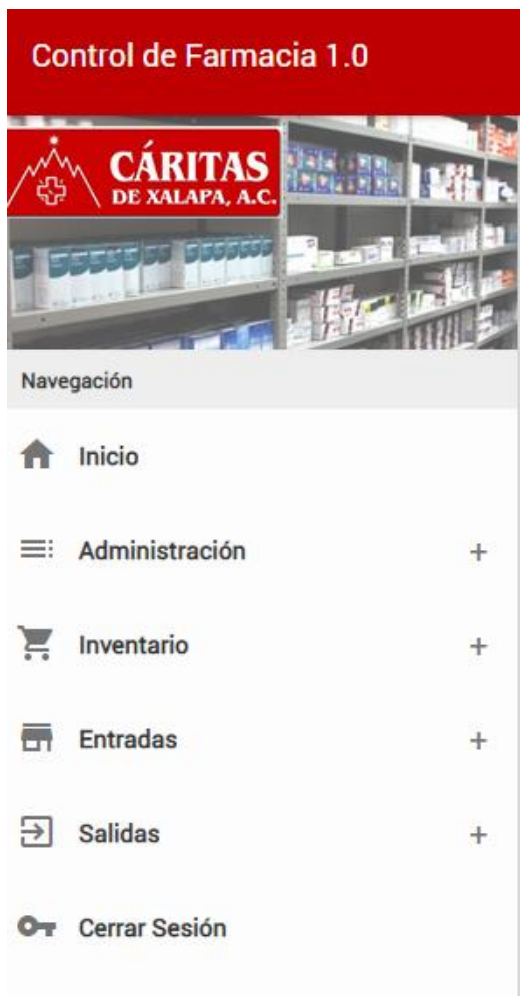 Control de Farmacia 1.0
CÁRITAS
DE XALAPA, A.C.
Navegación
Inicio
Administración +
Inventario +
Entradas +
Salidas +
Cerrar Sesión